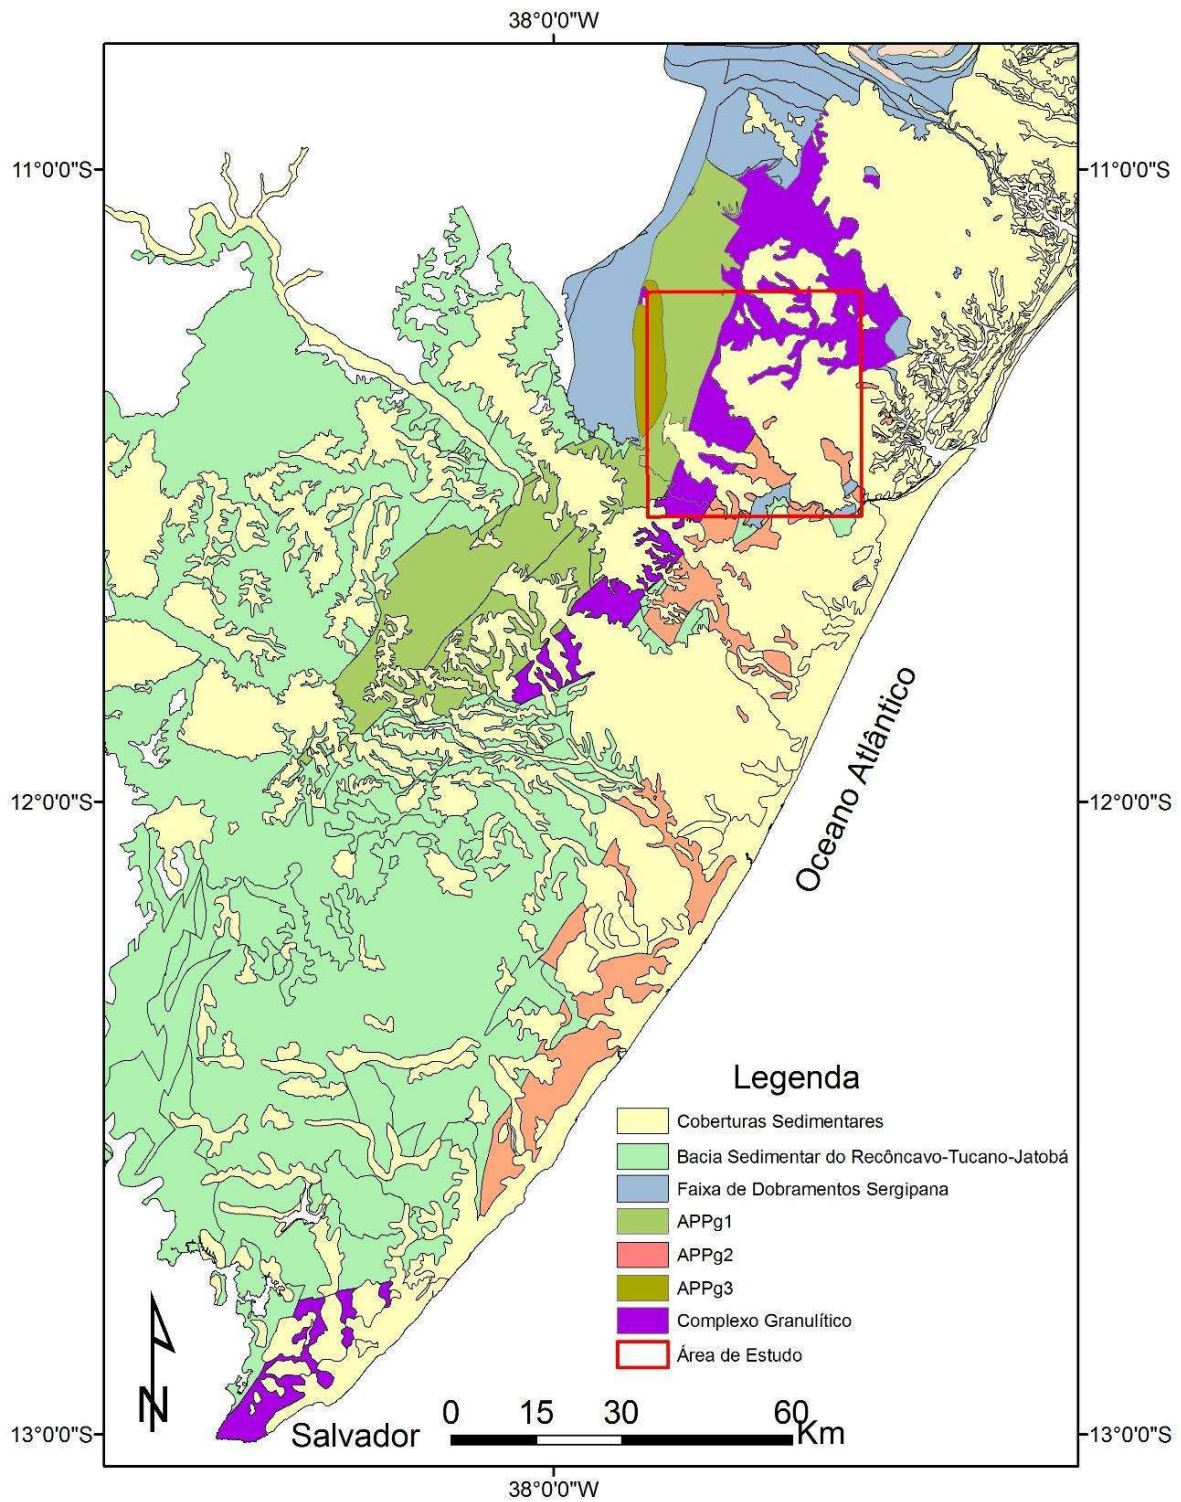 38°0'0"W
11°0'0"S
11°0'0"S
Oceano Atlântico
12°0'0"S
12°0'0"S
Legenda
Coberturas Sedimentares
Bacia Sedimentar do Recôncavo-Tucano-Jatobá
Faixa de Dobramentos Sergipana
APPg1
APPg2
APPg3
Complexo Granulítico
Área de Estudo
N
0 15 30 60
Km
Salvador
13°0'0"S
13°0'0"S
38°0'0"W